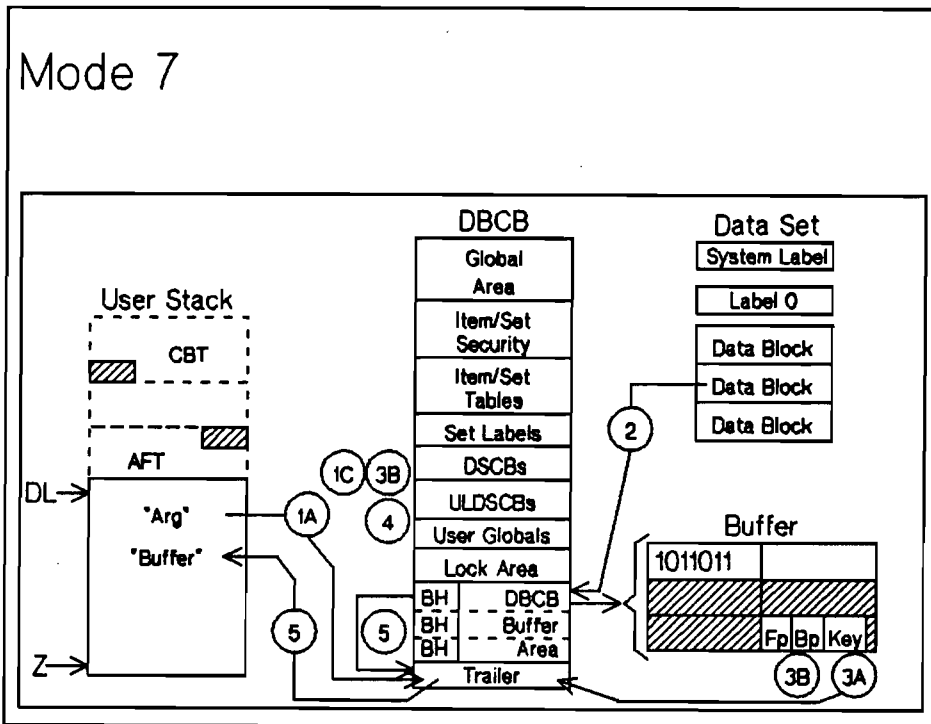 Mode 7
DBCB
Global
Area
Item/Set
Security
Item/Set
Tables
Set Labels
DSCBs
ULDSCBs
User Globals
Lock Area
BH DBCB
BH Buffer
BH Area
Trailer
User Stack
CBT
AFT
DL
"Arg"
"Buffer"
Z
1A
1C
3B
4
5
5
Data Set
System Label
Label 0
Data Block
Data Block
Data Block
2
Buffer
1011011
Fp Bp Key
3B
3A